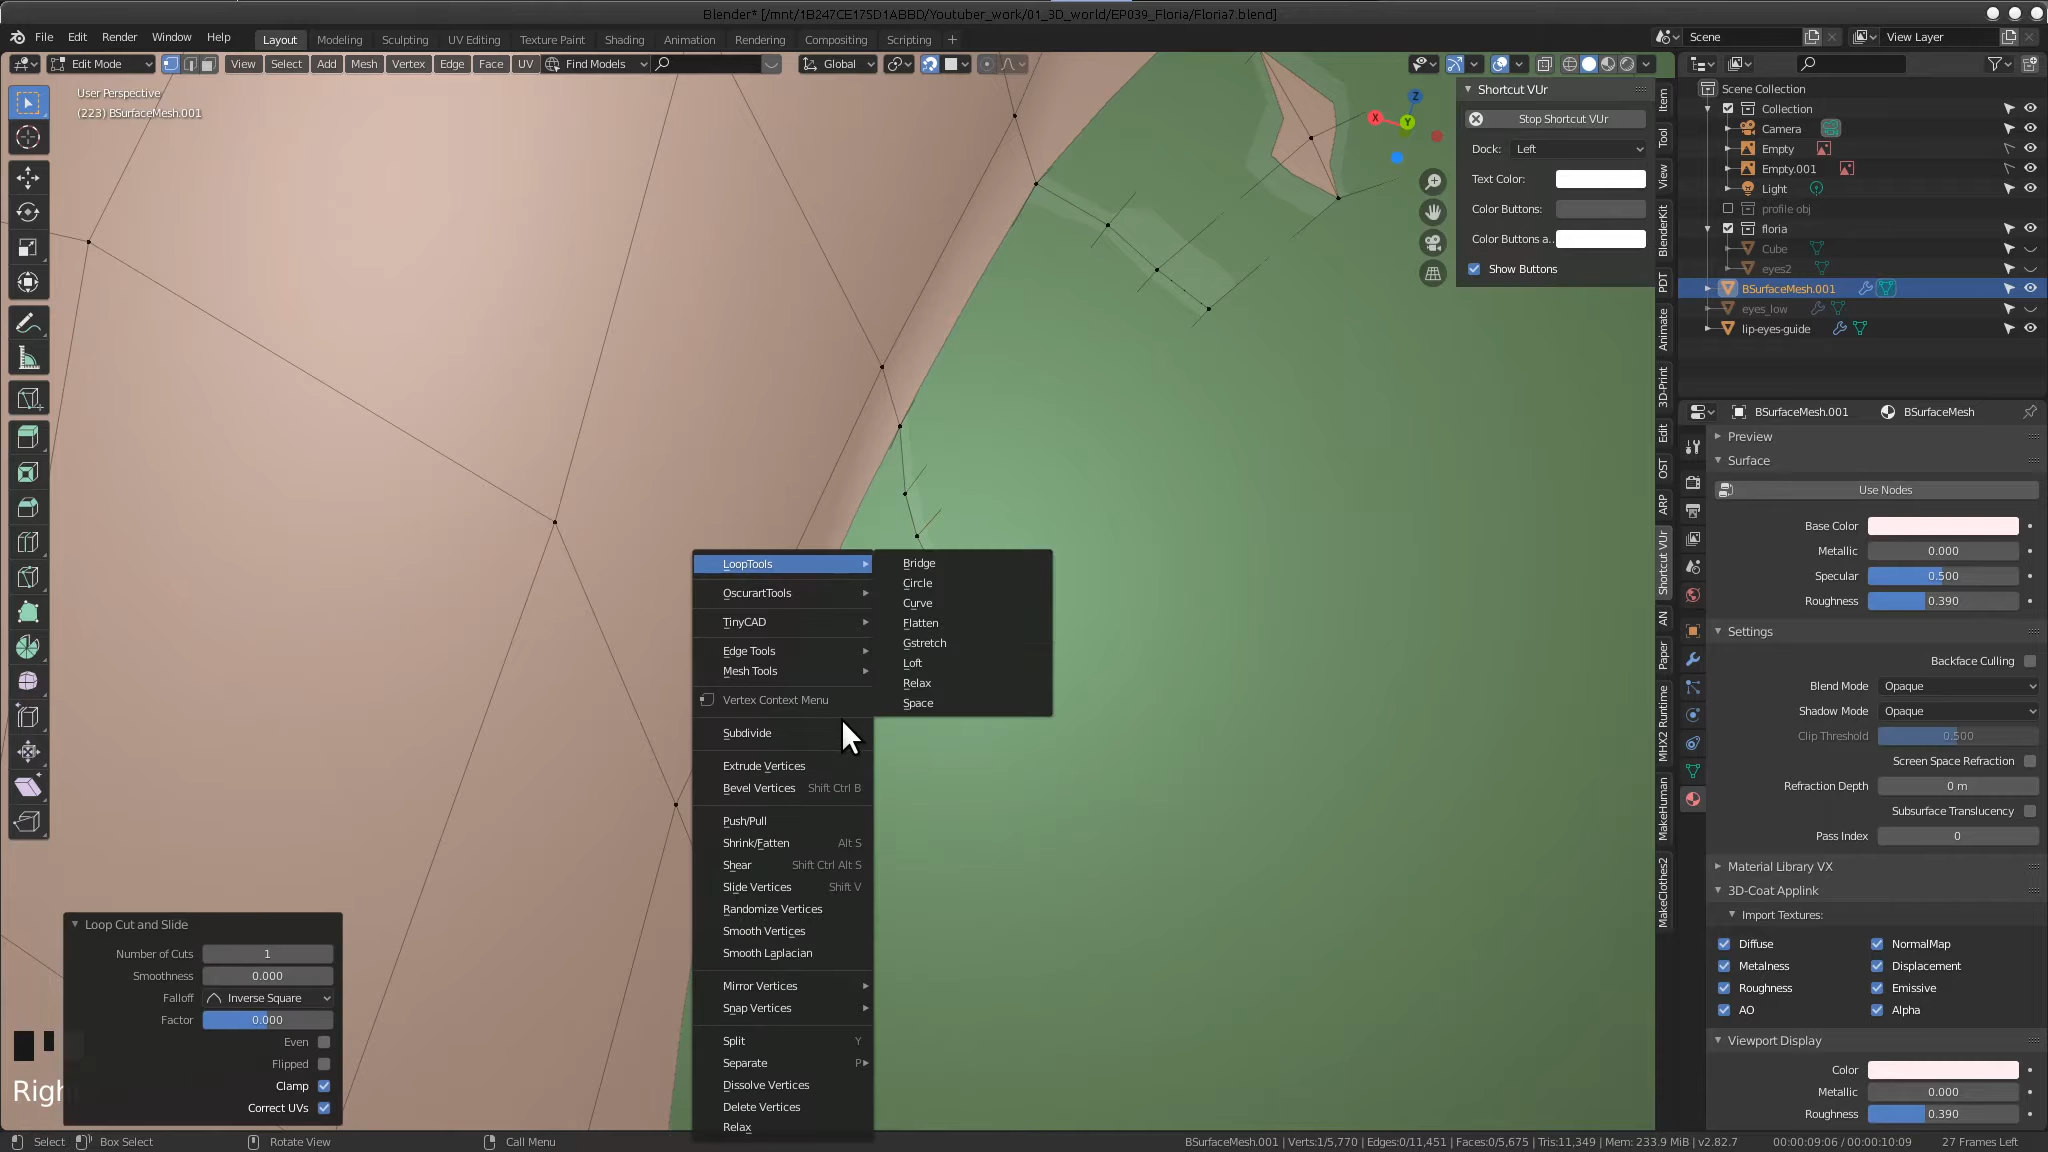 Blender* [/mnt/1B247CE175D1ABBD/Youtuber_work/01_3D_world/EP039_Floria/Floria7.blend]
File Edit Render Window Help Layout Modeling Sculpting UV Editing Texture Paint Shading Animation Rendering Compositing Scripting + Scene View Layer
Edit Mode View Select Add Mesh Vertex Edge Face UV Find Models Global
User Perspective
(223) BSurfaceMesh.001
Z
X
Y
Shortcut VUr
Stop Shortcut VUr
Dock: Left
Text Color:
Color Buttons:
Color Buttons a..
Show Buttons
Item
Tool
View
BlenderKit
PDT
Animate
3D-Print
Edit
OST
ARP
Shortcut VUr
AN
Paper
MHX2 Runtime
MakeHuman
MakeClothes2
Scene Collection
Collection
Camera
Empty
Empty.001
Light
profile obj
floria
Cube
eyes2
BSurfaceMesh.001
eyes_low
lip-eyes-guide
BSurfaceMesh.001 BSurfaceMesh
Preview
Surface
Use Nodes
Base Color
Metallic 0.000
Specular 0.500
Roughness 0.390
Settings
Backface Culling
Blend Mode Opaque
Shadow Mode Opaque
Clip Threshold 0.500
Screen Space Refraction
Refraction Depth 0 m
Subsurface Translucency
Pass Index 0
Material Library VX
3D-Coat Applink
Import Textures:
Diffuse NormalMap
Metalness Displacement
Roughness Emissive
AO Alpha
Viewport Display
Color
Metallic 0.000
Roughness 0.390
LoopTools
OscurartTools
TinyCAD
Edge Tools
Mesh Tools
Vertex Context Menu
Subdivide
Extrude Vertices
Bevel Vertices Shift Ctrl B
Push/Pull
Shrink/Fatten Alt S
Shear Shift Ctrl Alt S
Slide Vertices Shift V
Randomize Vertices
Smooth Vertices
Smooth Laplacian
Mirror Vertices
Snap Vertices
Split Y
Separate P
Dissolve Vertices
Delete Vertices
Relax
Bridge
Circle
Curve
Flatten
Gstretch
Loft
Relax
Space
Loop Cut and Slide
Number of Cuts 1
Smoothness 0.000
Falloff Inverse Square
Factor 0.000
Even
Flipped
Clamp
Correct UVs
Righ
Select Box Select Rotate View Call Menu BSurfaceMesh.001 | Verts:1/5,770 | Edges:0/11,451 | Faces:0/5,675 | Tris:11,349 | Mem: 233.9 MiB | v2.82.7 00:00:09:06 / 00:00:10:09 27 Frames Left